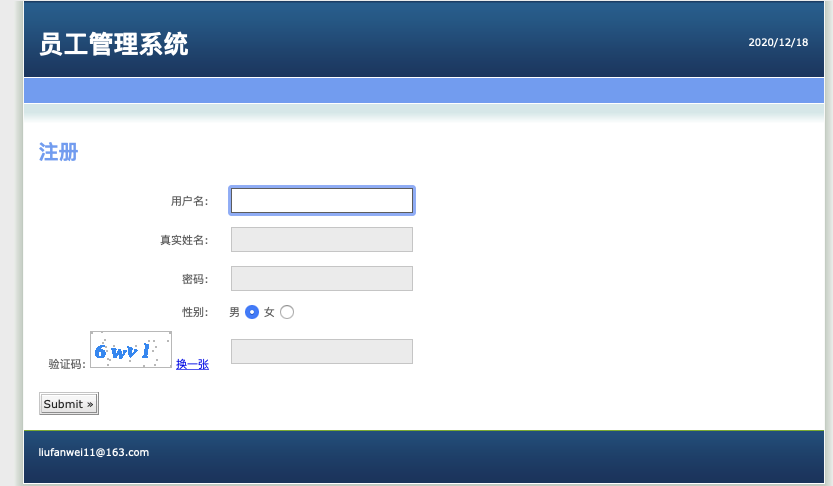 员工管理系统
2020/12/18
注册
用户名:
真实姓名:
密码:
性别: 男 女
验证码: 6wvl 换一张
Submit »
liufanwei11@163.com